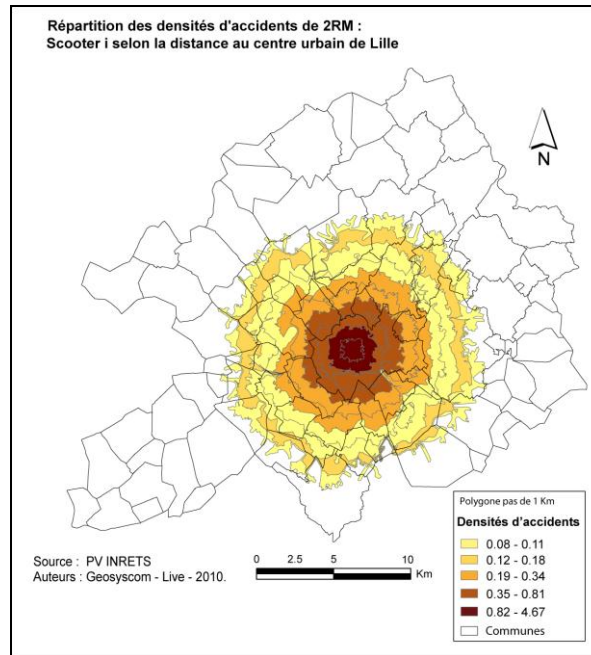 Répartition des densités d'accidents de 2RM :
Scooter i selon la distance au centre urbain de Lille
N
Polygone pas de 1 Km
Densités d'accidents
0.08 - 0.11
0.12 - 0.18
0.19 - 0.34
0.35 - 0.81
0.82 - 4.67
Communes
Source : PV INRETS
Auteurs : Geosyscom - Live - 2010.
0 2.5 5 10
Km